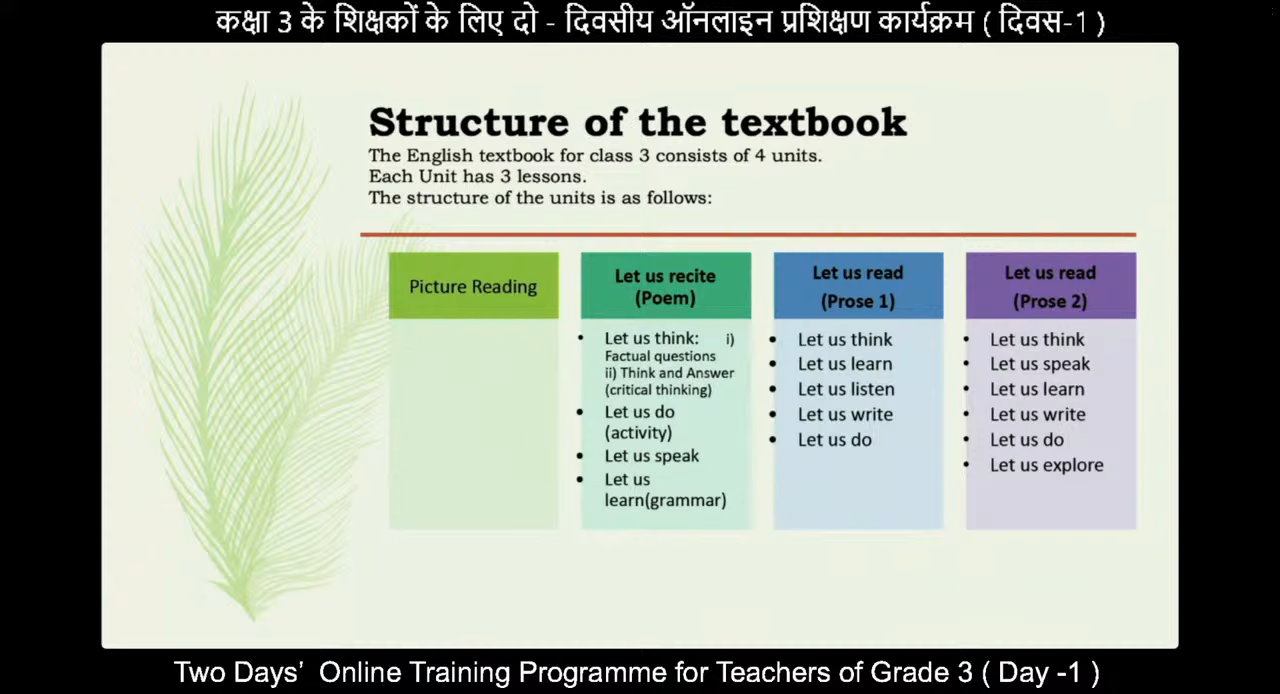 कक्षा 3 के शिक्षकों के लिए दो - दिवसीय ऑनलाइन प्रशिक्षण कार्यक्रम ( दिवस-1 )
Structure of the textbook
The English textbook for class 3 consists of 4 units.
Each Unit has 3 lessons.
The structure of the units is as follows:
Picture Reading
Let us recite
(Poem)
• Let us think: i)
Factual questions
ii) Think and Answer
(critical thinking)
• Let us do
(activity)
• Let us speak
• Let us
learn(grammar)
Let us read
(Prose 1)
• Let us think
• Let us learn
• Let us listen
• Let us write
• Let us do
Let us read
(Prose 2)
• Let us think
• Let us speak
• Let us learn
• Let us write
• Let us do
• Let us explore
Two Days’ Online Training Programme for Teachers of Grade 3 ( Day -1 )